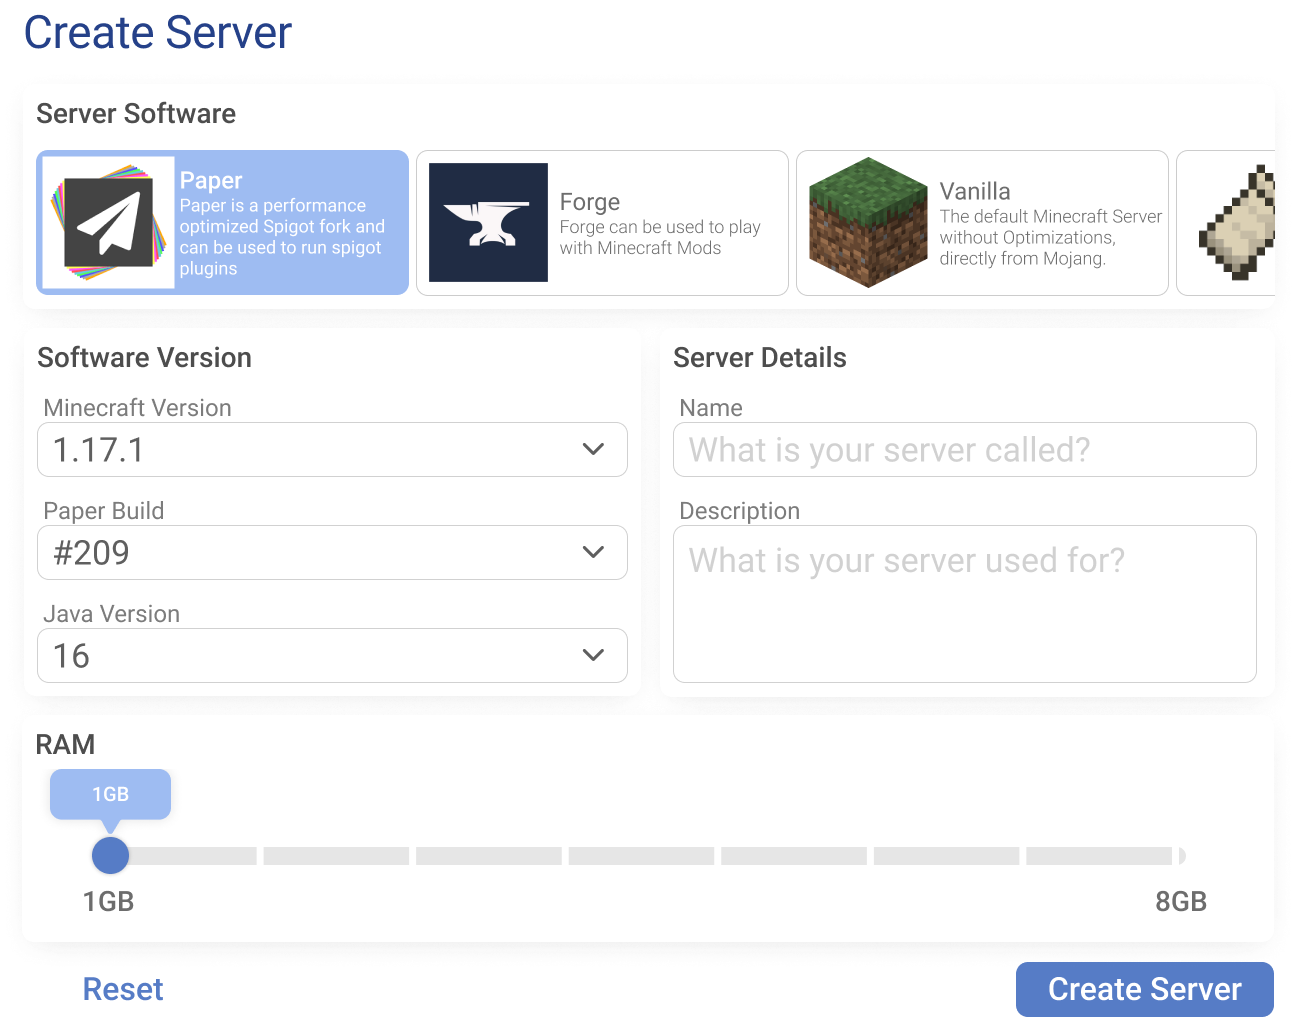 Create Server
Server Software
Paper
Paper is a performance
optimized Spigot fork and
can be used to run spigot
plugins
Forge
Forge can be used to play
with Minecraft Mods
Vanilla
The default Minecraft Server
without Optimizations,
directly from Mojang.
Software Version
Minecraft Version
1.17.1
Paper Build
#209
Java Version
16
Server Details
Name
What is your server called?
Description
What is your server used for?
RAM
1GB
1GB
8GB
Reset
Create Server